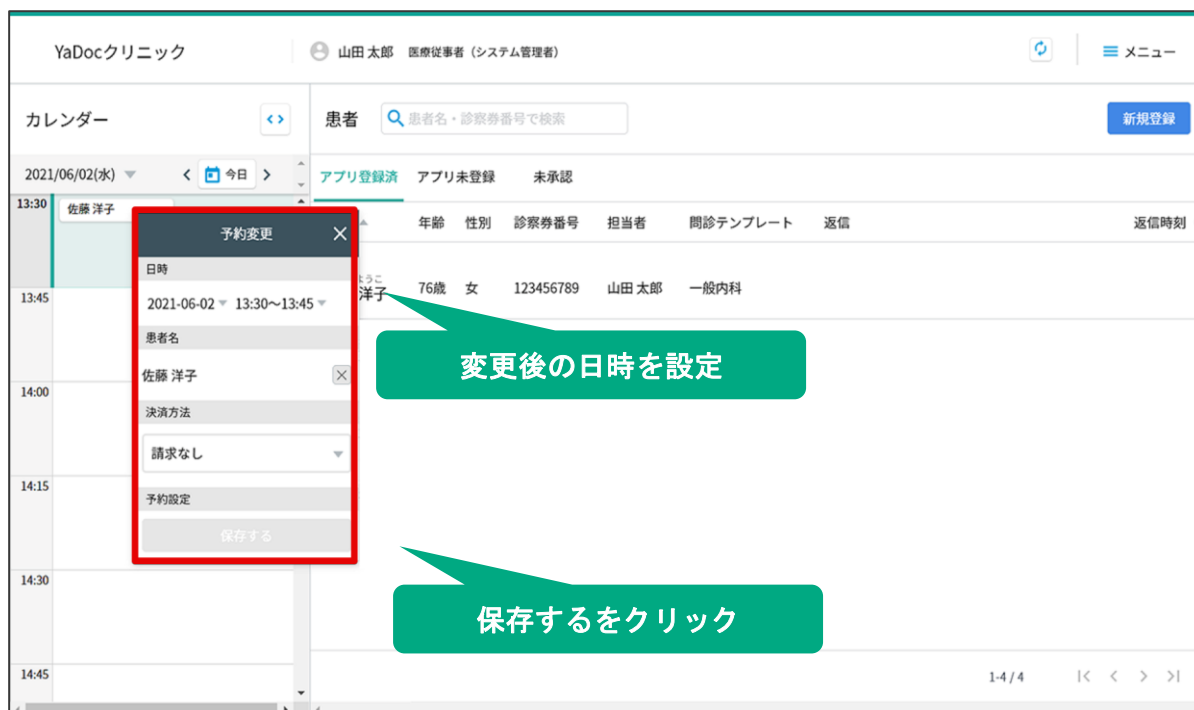 YaDocクリニック
山田 太郎 医療従事者（システム管理者）
メニュー
カレンダー
患者
患者名・診察券番号で検索
新規登録
2021/06/02(水)
今日
アプリ登録済 アプリ未登録 未承認
13:30
佐藤 洋子
年齢 性別 診察券番号 担当者 問診テンプレート 返信 返信時刻
予約変更
日時
2021-06-02 13:30～13:45
ようこ
洋子 76歳 女 123456789 山田 太郎 一般内科
13:45
変更後の日時を設定
患者名
佐藤 洋子
14:00
決済方法
請求なし
14:15
予約設定
保存する
14:30
保存するをクリック
14:45
1-4 / 4